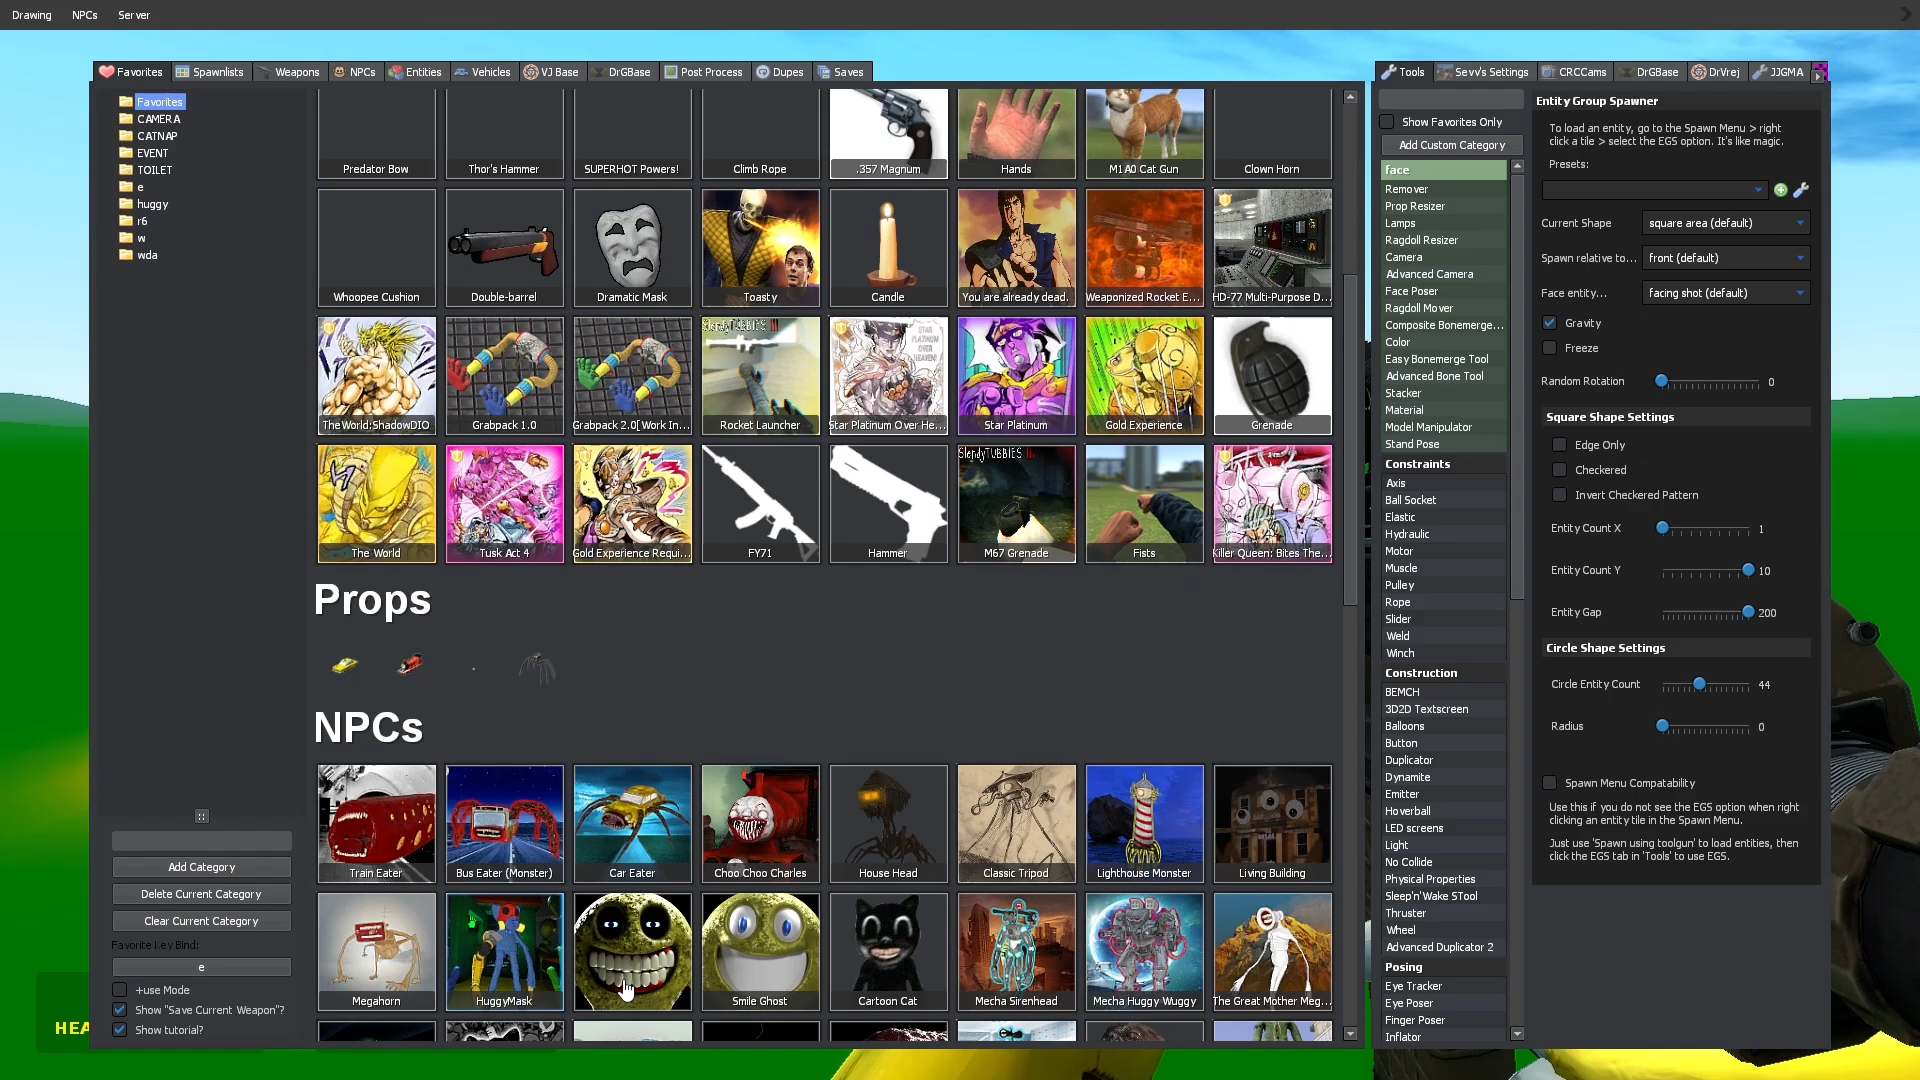 Drawing NPCs Server
Favorites Spawnlists Weapons NPCs Entities Vehicles VJ Base DrGBase Post Process Dupes Saves
Tools Sevv's Settings CRCCams DrGBase DrVrej JJGMA
Favorites
CAMERA
CATNAP
EVENT
TOILET
e
huggy
r6
w
wda
Predator Bow Thor's Hammer SUPERHOT Powers! Climb Rope .357 Magnum Hands M1A0 Cat Gun Clown Horn
Whoopee Cushion Double-barrel Dramatic Mask Toasty Candle You are already dead. Weaponized Rocket E... HD-77 Multi-Purpose D...
SlendyTUBBIES III
STAR PLATINUM OVER HEAVEN!
The World:ShadowDIO Grabpack 1.0 Grabpack 2.0[Work In... Rocket Launcher Star Platinum Over He... Star Platinum Gold Experience Grenade
SlendyTUBBIES III
The World Tusk Act 4 Gold Experience Requi... FY71 Hammer M67 Grenade Fists Killer Queen: Bites The...
Props
NPCs
Train Eater Bus Eater (Monster) Car Eater Choo Choo Charles House Head Classic Tripod Lighthouse Monster Living Building
Megahorn HuggyMask Smile Ghost Cartoon Cat Mecha Sirenhead Mecha Huggy Wuggy The Great Mother Meg...
Add Category
Delete Current Category
Clear Current Category
Favorite Key Bind:
e
+use Mode
Show "Save Current Weapon"?
Show tutorial?
HEA
Show Favorites Only
Add Custom Category
face
Remover
Prop Resizer
Lamps
Ragdoll Resizer
Camera
Advanced Camera
Face Poser
Ragdoll Mover
Composite Bonemerge...
Color
Easy Bonemerge Tool
Advanced Bone Tool
Stacker
Material
Model Manipulator
Stand Pose
Constraints
Axis
Ball Socket
Elastic
Hydraulic
Motor
Muscle
Pulley
Rope
Slider
Weld
Winch
Construction
BEMCH
3D2D Textscreen
Balloons
Button
Duplicator
Dynamite
Emitter
Hoverball
LED screens
Light
No Collide
Physical Properties
Sleep'n'Wake STool
Thruster
Wheel
Advanced Duplicator 2
Posing
Eye Tracker
Eye Poser
Finger Poser
Inflator
Entity Group Spawner
To load an entity, go to the Spawn Menu > right
click a tile > select the EGS option. It's like magic.
Presets:
Current Shape square area (default)
Spawn relative to... front (default)
Face entity... facing shot (default)
Gravity
Freeze
Random Rotation 0
Square Shape Settings
Edge Only
Checkered
Invert Checkered Pattern
Entity Count X 1
Entity Count Y 10
Entity Gap 200
Circle Shape Settings
Circle Entity Count 44
Radius 0
Spawn Menu Compatability
Use this if you do not see the EGS option when right
clicking an entity tile in the Spawn Menu.
Just use 'Spawn using toolgun' to load entities, then
click the EGS tab in 'Tools' to use EGS.